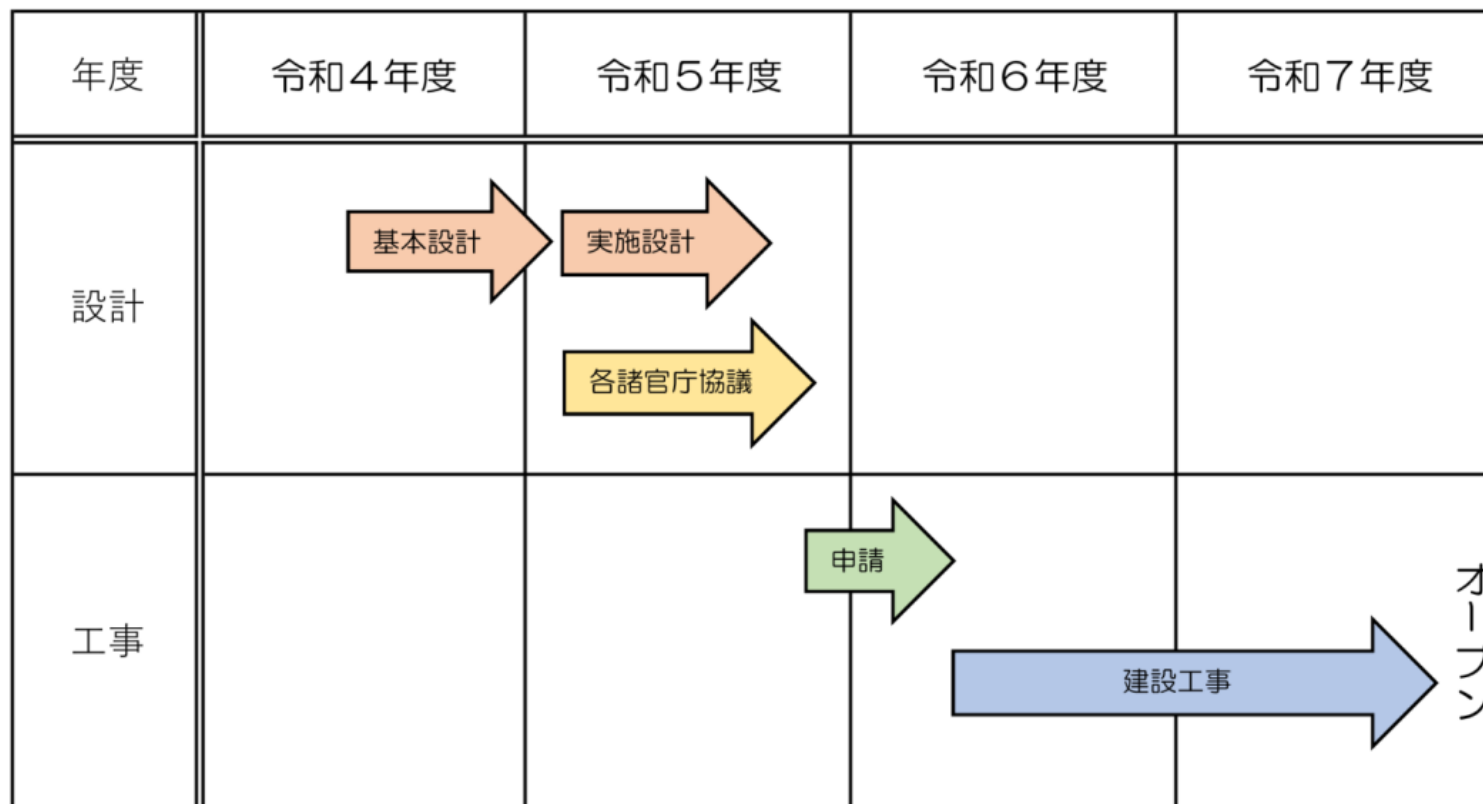 年度
令和4年度
令和5年度
令和6年度
令和7年度
設計
基本設計
実施設計
各諸官庁協議
工事
申請
建設工事
オープン